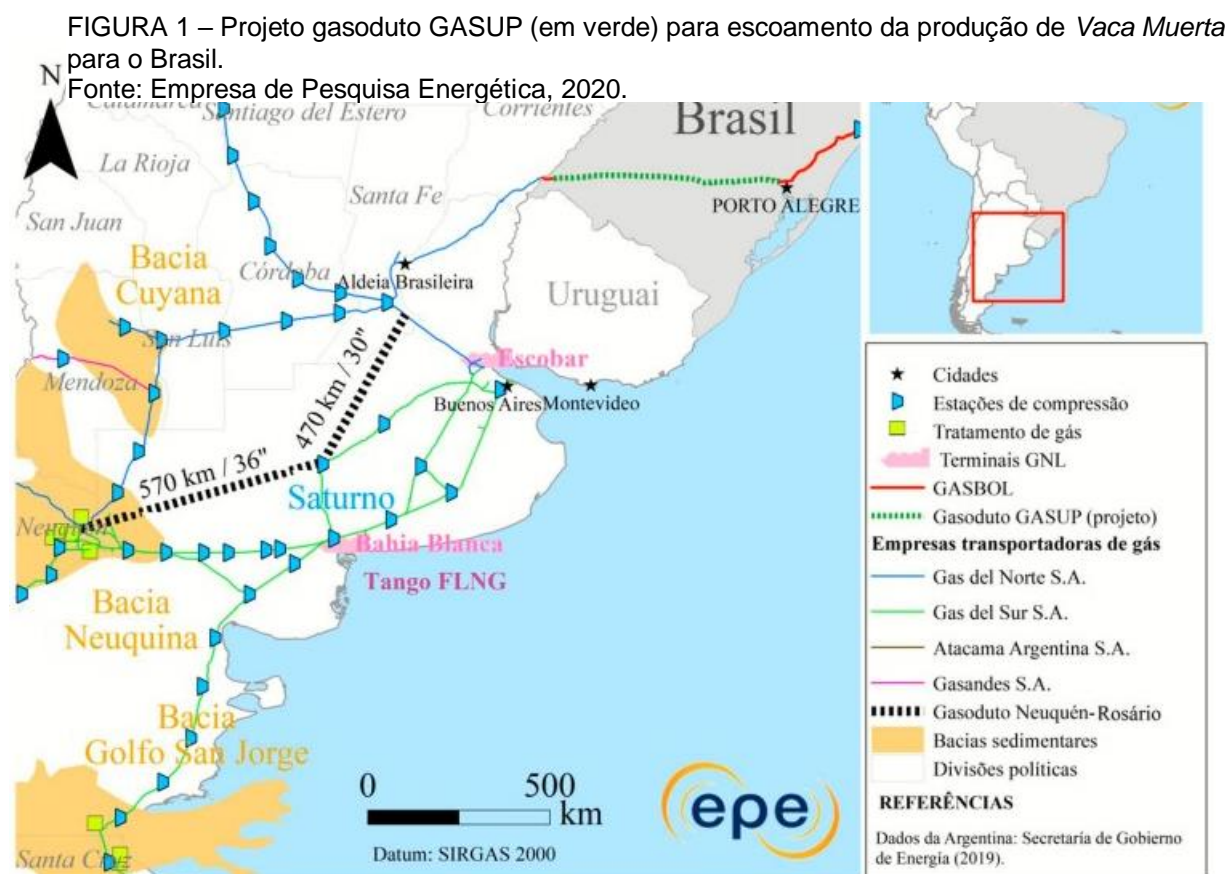 FIGURA 1 – Projeto gasoduto GASUP (em verde) para escoamento da produção de Vaca Muerta
para o Brasil.
Fonte: Empresa de Pesquisa Energética, 2020.
N
Catamarca
Santiago del Estero
Corrientes
Brasil
La Rioja
Santa Fe
PORTO ALEGRE
San Juan
Bacia
Cuyana
Córdoba
Aldeia Brasileira
Uruguai
San Luis
Escobar
Mendoza
470 km / 30"
Buenos Aires
Montevideo
570 km / 36"
Saturno
Neuquén
Bahia Blanca
Tango FLNG
Bacia
Neuquina
Bacia
Golfo San Jorge
0 500
km
Datum: SIRGAS 2000
epe
Santa Cruz
Cidades
Estações de compressão
Tratamento de gás
Terminais GNL
GASBOL
Gasoduto GASUP (projeto)
Empresas transportadoras de gás
Gas del Norte S.A.
Gas del Sur S.A.
Atacama Argentina S.A.
Gasandes S.A.
Gasoduto Neuquén-Rosário
Bacias sedimentares
Divisões políticas
REFERÊNCIAS
Dados da Argentina: Secretaría de Gobierno
de Energía (2019).